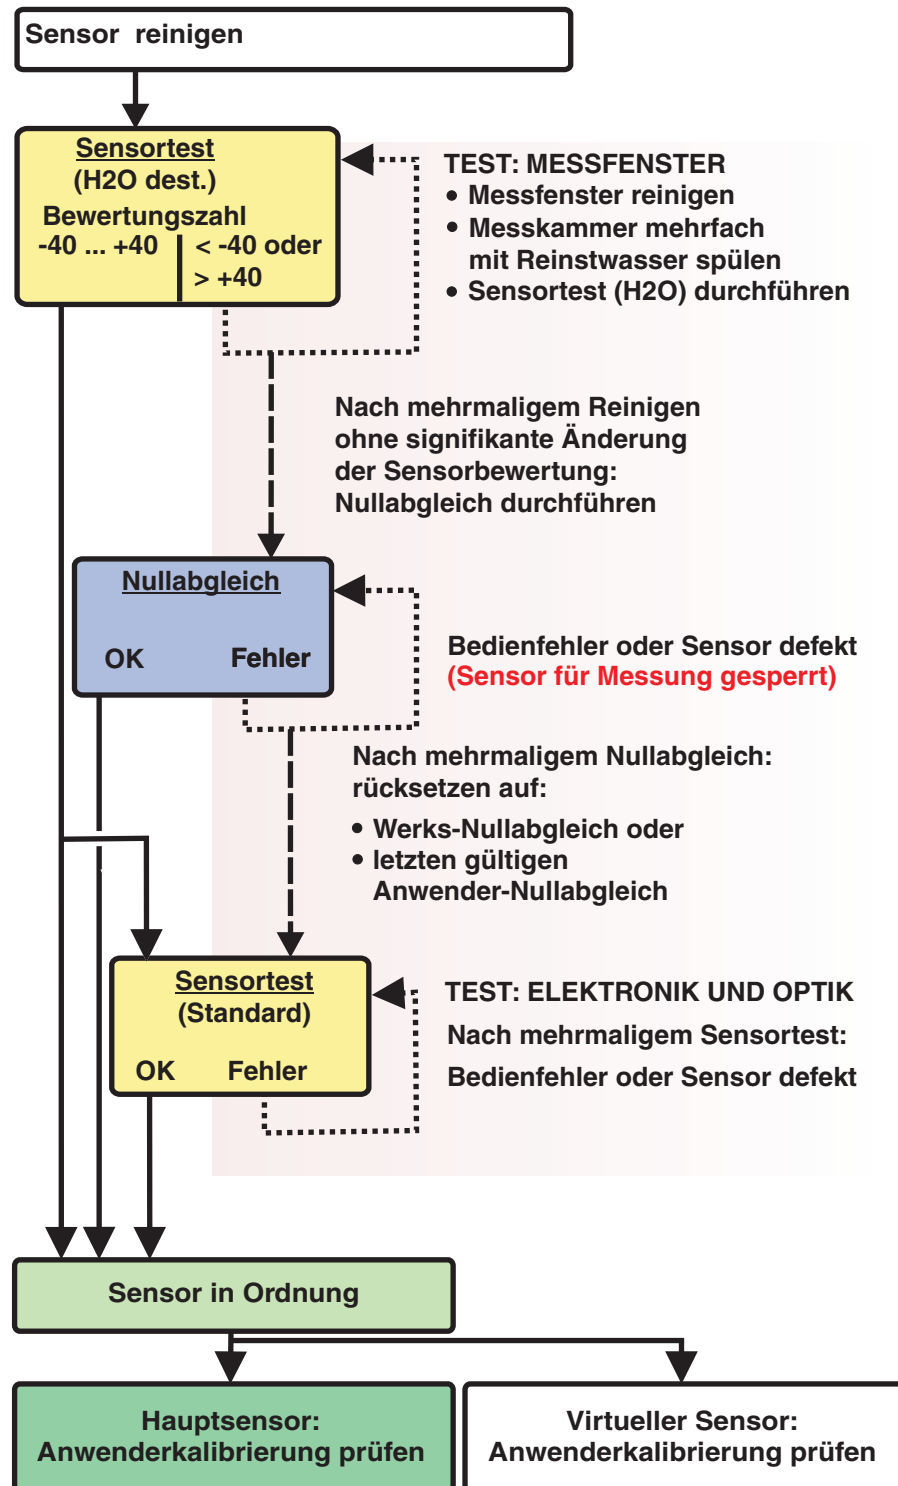 Sensor reinigen
Sensortest
(H2O dest.)
Bewertungszahl
-40 ... +40 < -40 oder
> +40
TEST: MESSFENSTER
• Messfenster reinigen
• Messkammer mehrfach
mit Reinstwasser spülen
• Sensortest (H2O) durchführen
Nach mehrmaligem Reinigen
ohne signifikante Änderung
der Sensorbewertung:
Nullabgleich durchführen
Nullabgleich
OK Fehler
Bedienfehler oder Sensor defekt
(Sensor für Messung gesperrt)
Nach mehrmaligem Nullabgleich:
rücksetzen auf:
• Werks-Nullabgleich oder
• letzten gültigen
Anwender-Nullabgleich
Sensortest
(Standard)
OK Fehler
TEST: ELEKTRONIK UND OPTIK
Nach mehrmaligem Sensortest:
Bedienfehler oder Sensor defekt
Sensor in Ordnung
Hauptsensor:
Anwenderkalibrierung prüfen
Virtueller Sensor:
Anwenderkalibrierung prüfen